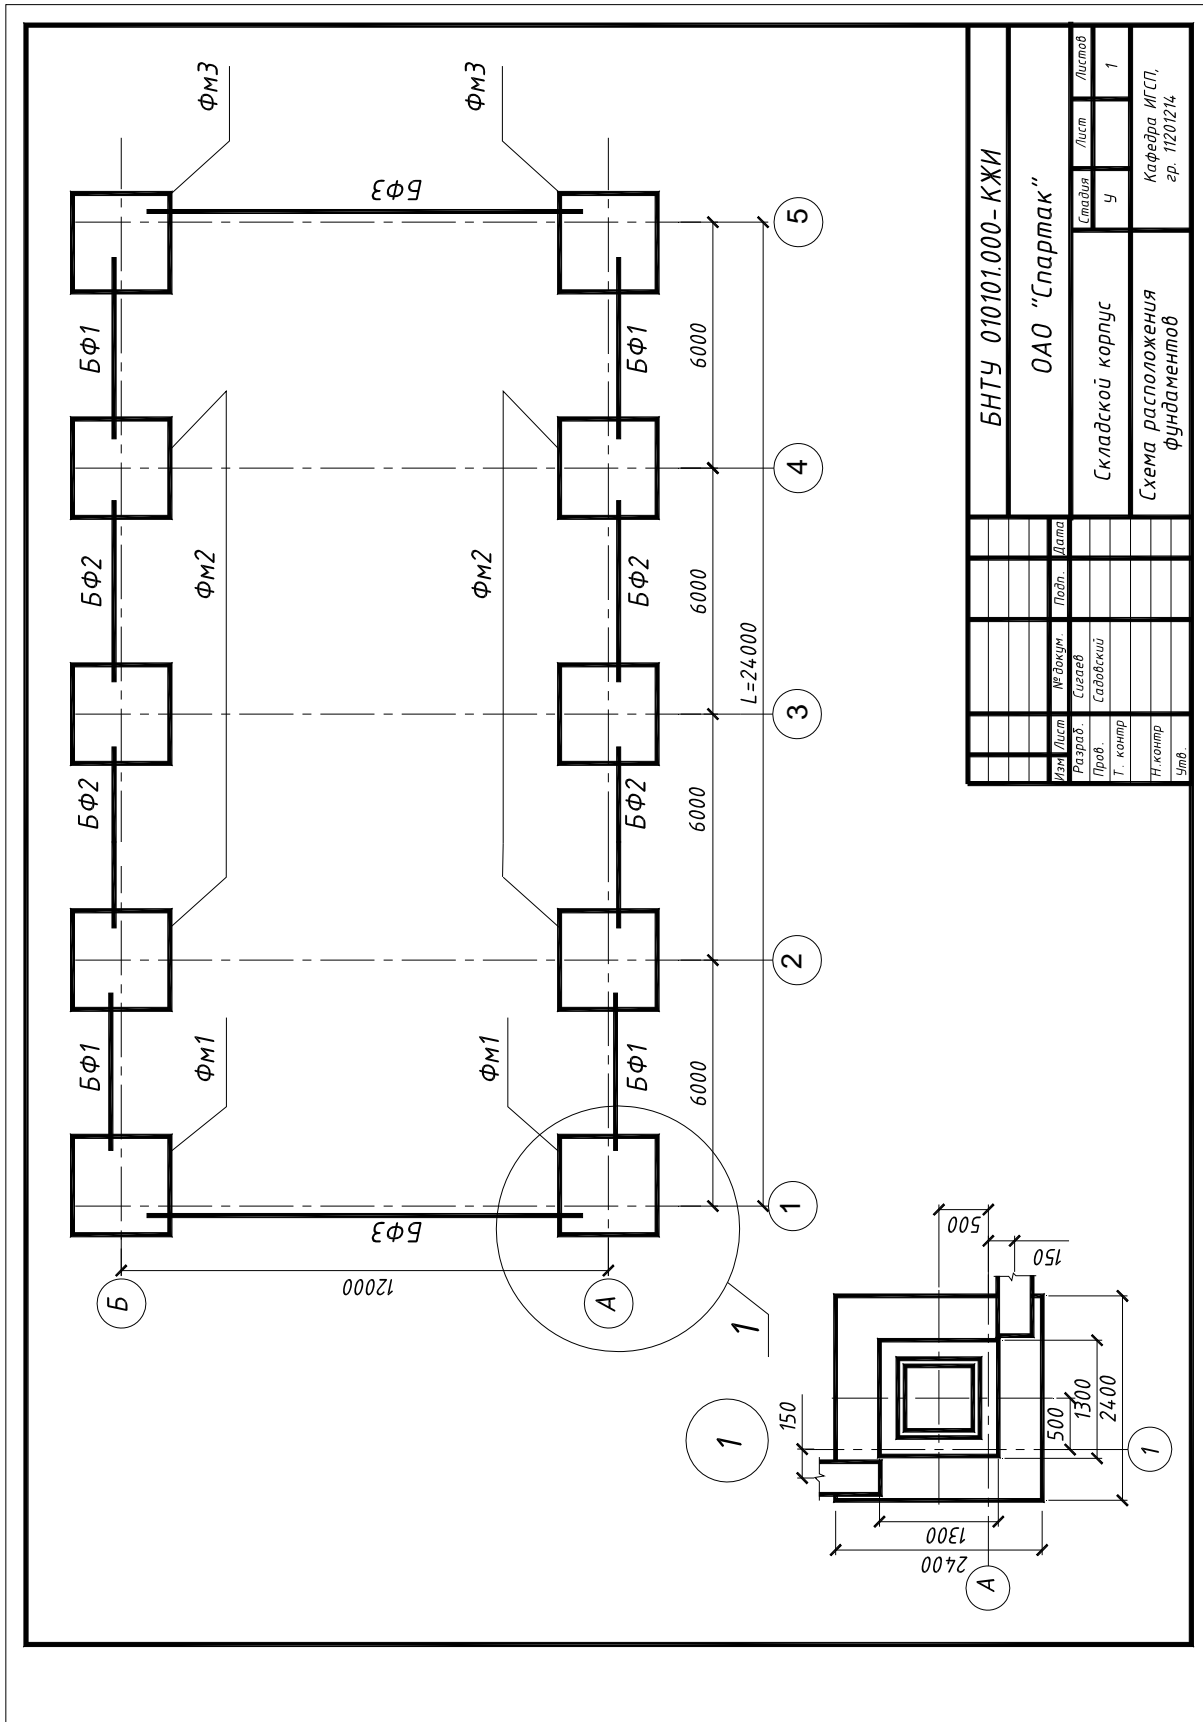 Фм3
Фм3
БФ3
БФ1
БФ1
Фм2
Фм2
БФ2
БФ2
БФ2
БФ2
БФ1
БФ1
Фм1
Фм1
БФ3
6000
6000
6000
6000
L=24000
12000
Б
А
1
2
3
4
5
1
1
150
500
150
500
1300
2400
1300
2400
А
1
БНТУ 010101.000-КЖИ
ОАО "Спартак"
Изм
Лист
№ докум.
Подп.
Дата
Разраб.
Сигаев
Пров.
Садовский
Т. контр
Н.контр
Утв.
Складской корпус
Стадия
Лист
Листов
У
1
Схема расположения
фундаментов
Кафедра ИГСП,
гр. 11201214